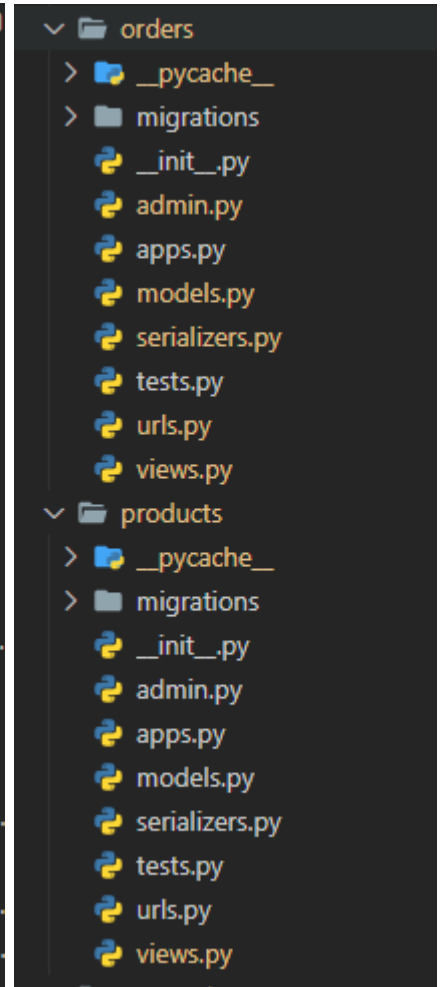 orders
__pycache__
migrations
__init__.py
admin.py
apps.py
models.py
serializers.py
tests.py
urls.py
views.py
products
__pycache__
migrations
__init__.py
admin.py
apps.py
models.py
serializers.py
tests.py
urls.py
views.py